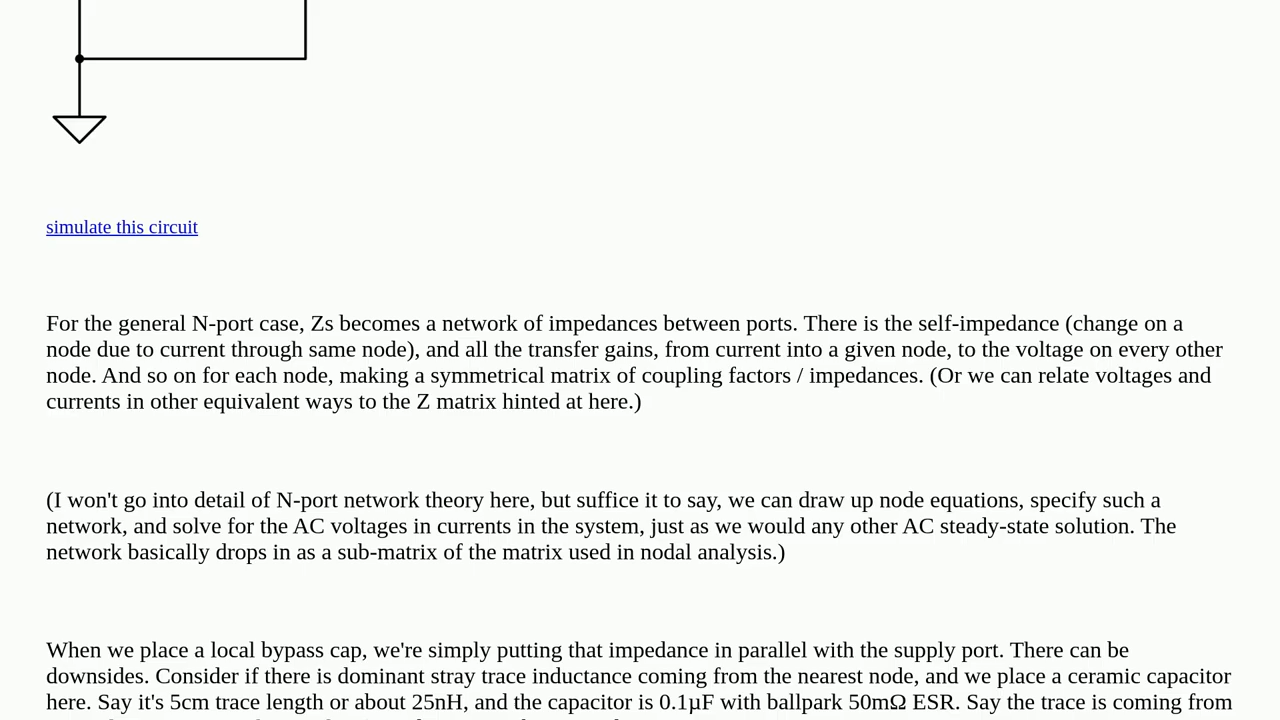 simulate this circuit
For the general N-port case, Zs becomes a network of impedances between ports. There is the self-impedance (change on a
node due to current through same node), and all the transfer gains, from current into a given node, to the voltage on every other
node. And so on for each node, making a symmetrical matrix of coupling factors / impedances. (Or we can relate voltages and
currents in other equivalent ways to the Z matrix hinted at here.)
(I won't go into detail of N-port network theory here, but suffice it to say, we can draw up node equations, specify such a
network, and solve for the AC voltages in currents in the system, just as we would any other AC steady-state solution. The
network basically drops in as a sub-matrix of the matrix used in nodal analysis.)
When we place a local bypass cap, we're simply putting that impedance in parallel with the supply port. There can be
downsides. Consider if there is dominant stray trace inductance coming from the nearest node, and we place a ceramic capacitor
here. Say it's 5cm trace length or about 25nH, and the capacitor is 0.1µF with ballpark 50mΩ ESR. Say the trace is coming from